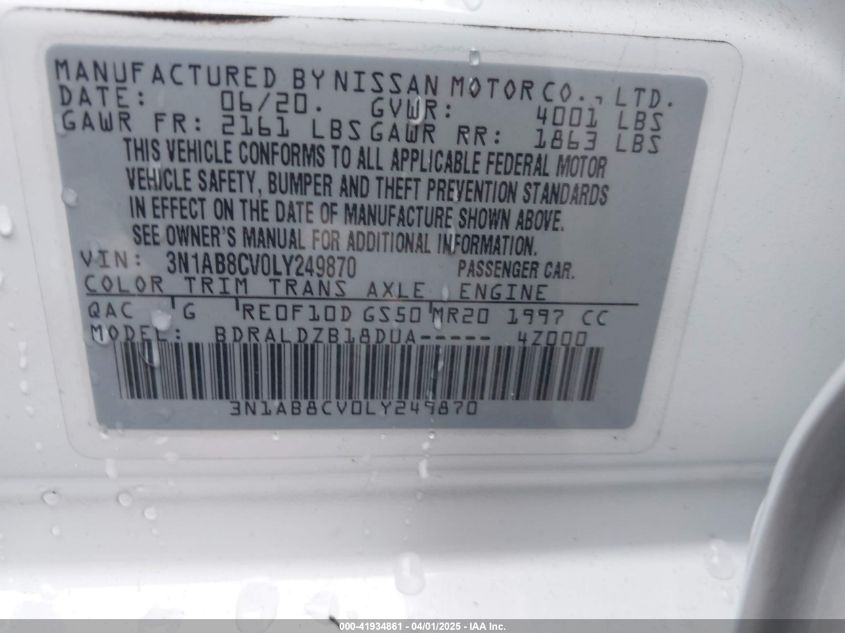 MANUFACTURED BY NISSAN MOTOR CO., LTD.
DATE: 06/20. GVWR: 4001 LBS
GAWR FR: 2161 LBS GAWR RR: 1863 LBS
THIS VEHICLE CONFORMS TO ALL APPLICABLE FEDERAL MOTOR
VEHICLE SAFETY, BUMPER AND THEFT PREVENTION STANDARDS
IN EFFECT ON THE DATE OF MANUFACTURE SHOWN ABOVE.
SEE OWNER'S MANUAL FOR ADDITIONAL INFORMATION.
VIN: 3N1AB8CV0LY249870 PASSENGER CAR.
COLOR TRIM TRANS AXLE ENGINE
QAC G RE0F10D GS50 MR20 1997 CC
MODEL: BDRALDZB18DUA----- 4Z000
3N1AB8CV0LY249870
000-41934861 - 04/01/2025 - IAA Inc.